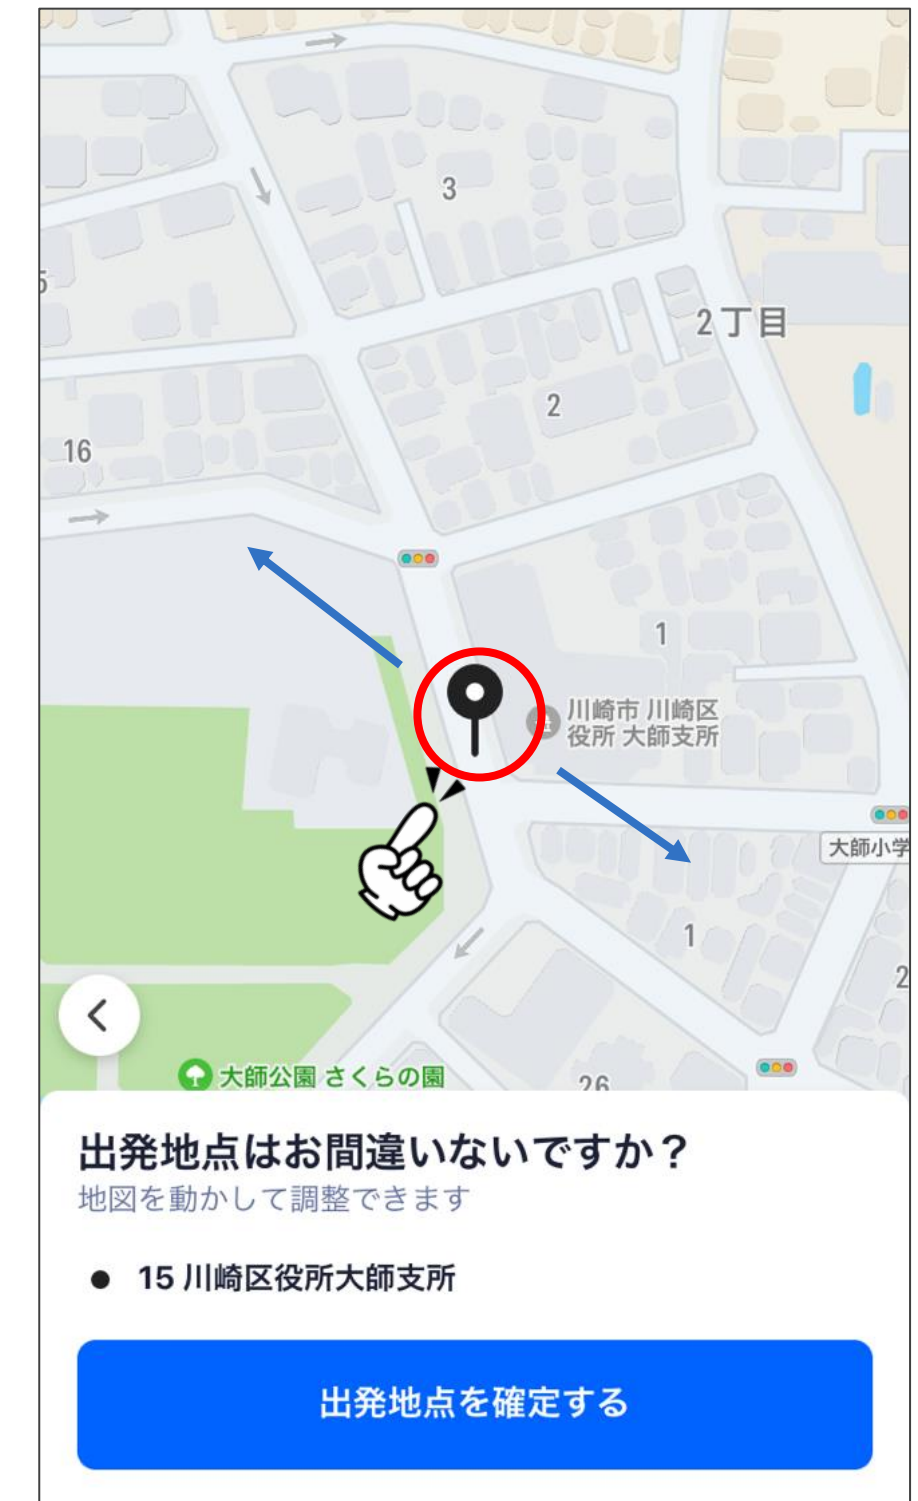 3
2丁目
2
16
1
川崎市 川崎区
役所 大師支所
大師小学
1
2
大師公園 さくらの園
26
出発地点はお間違いないですか？
地図を動かして調整できます
15 川崎区役所大師支所
出発地点を確定する